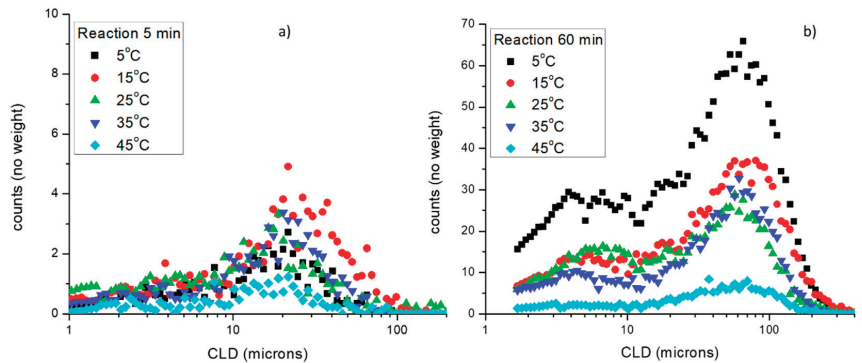 Reaction 5 min
5°C
15°C
25°C
35°C
45°C
a)
10
8
6
4
2
0
counts (no weight)
1
10
100
CLD (microns)
Reaction 60 min
5°C
15°C
25°C
35°C
45°C
b)
70
60
50
40
30
20
10
0
counts (no weight)
1
10
100
CLD (microns)